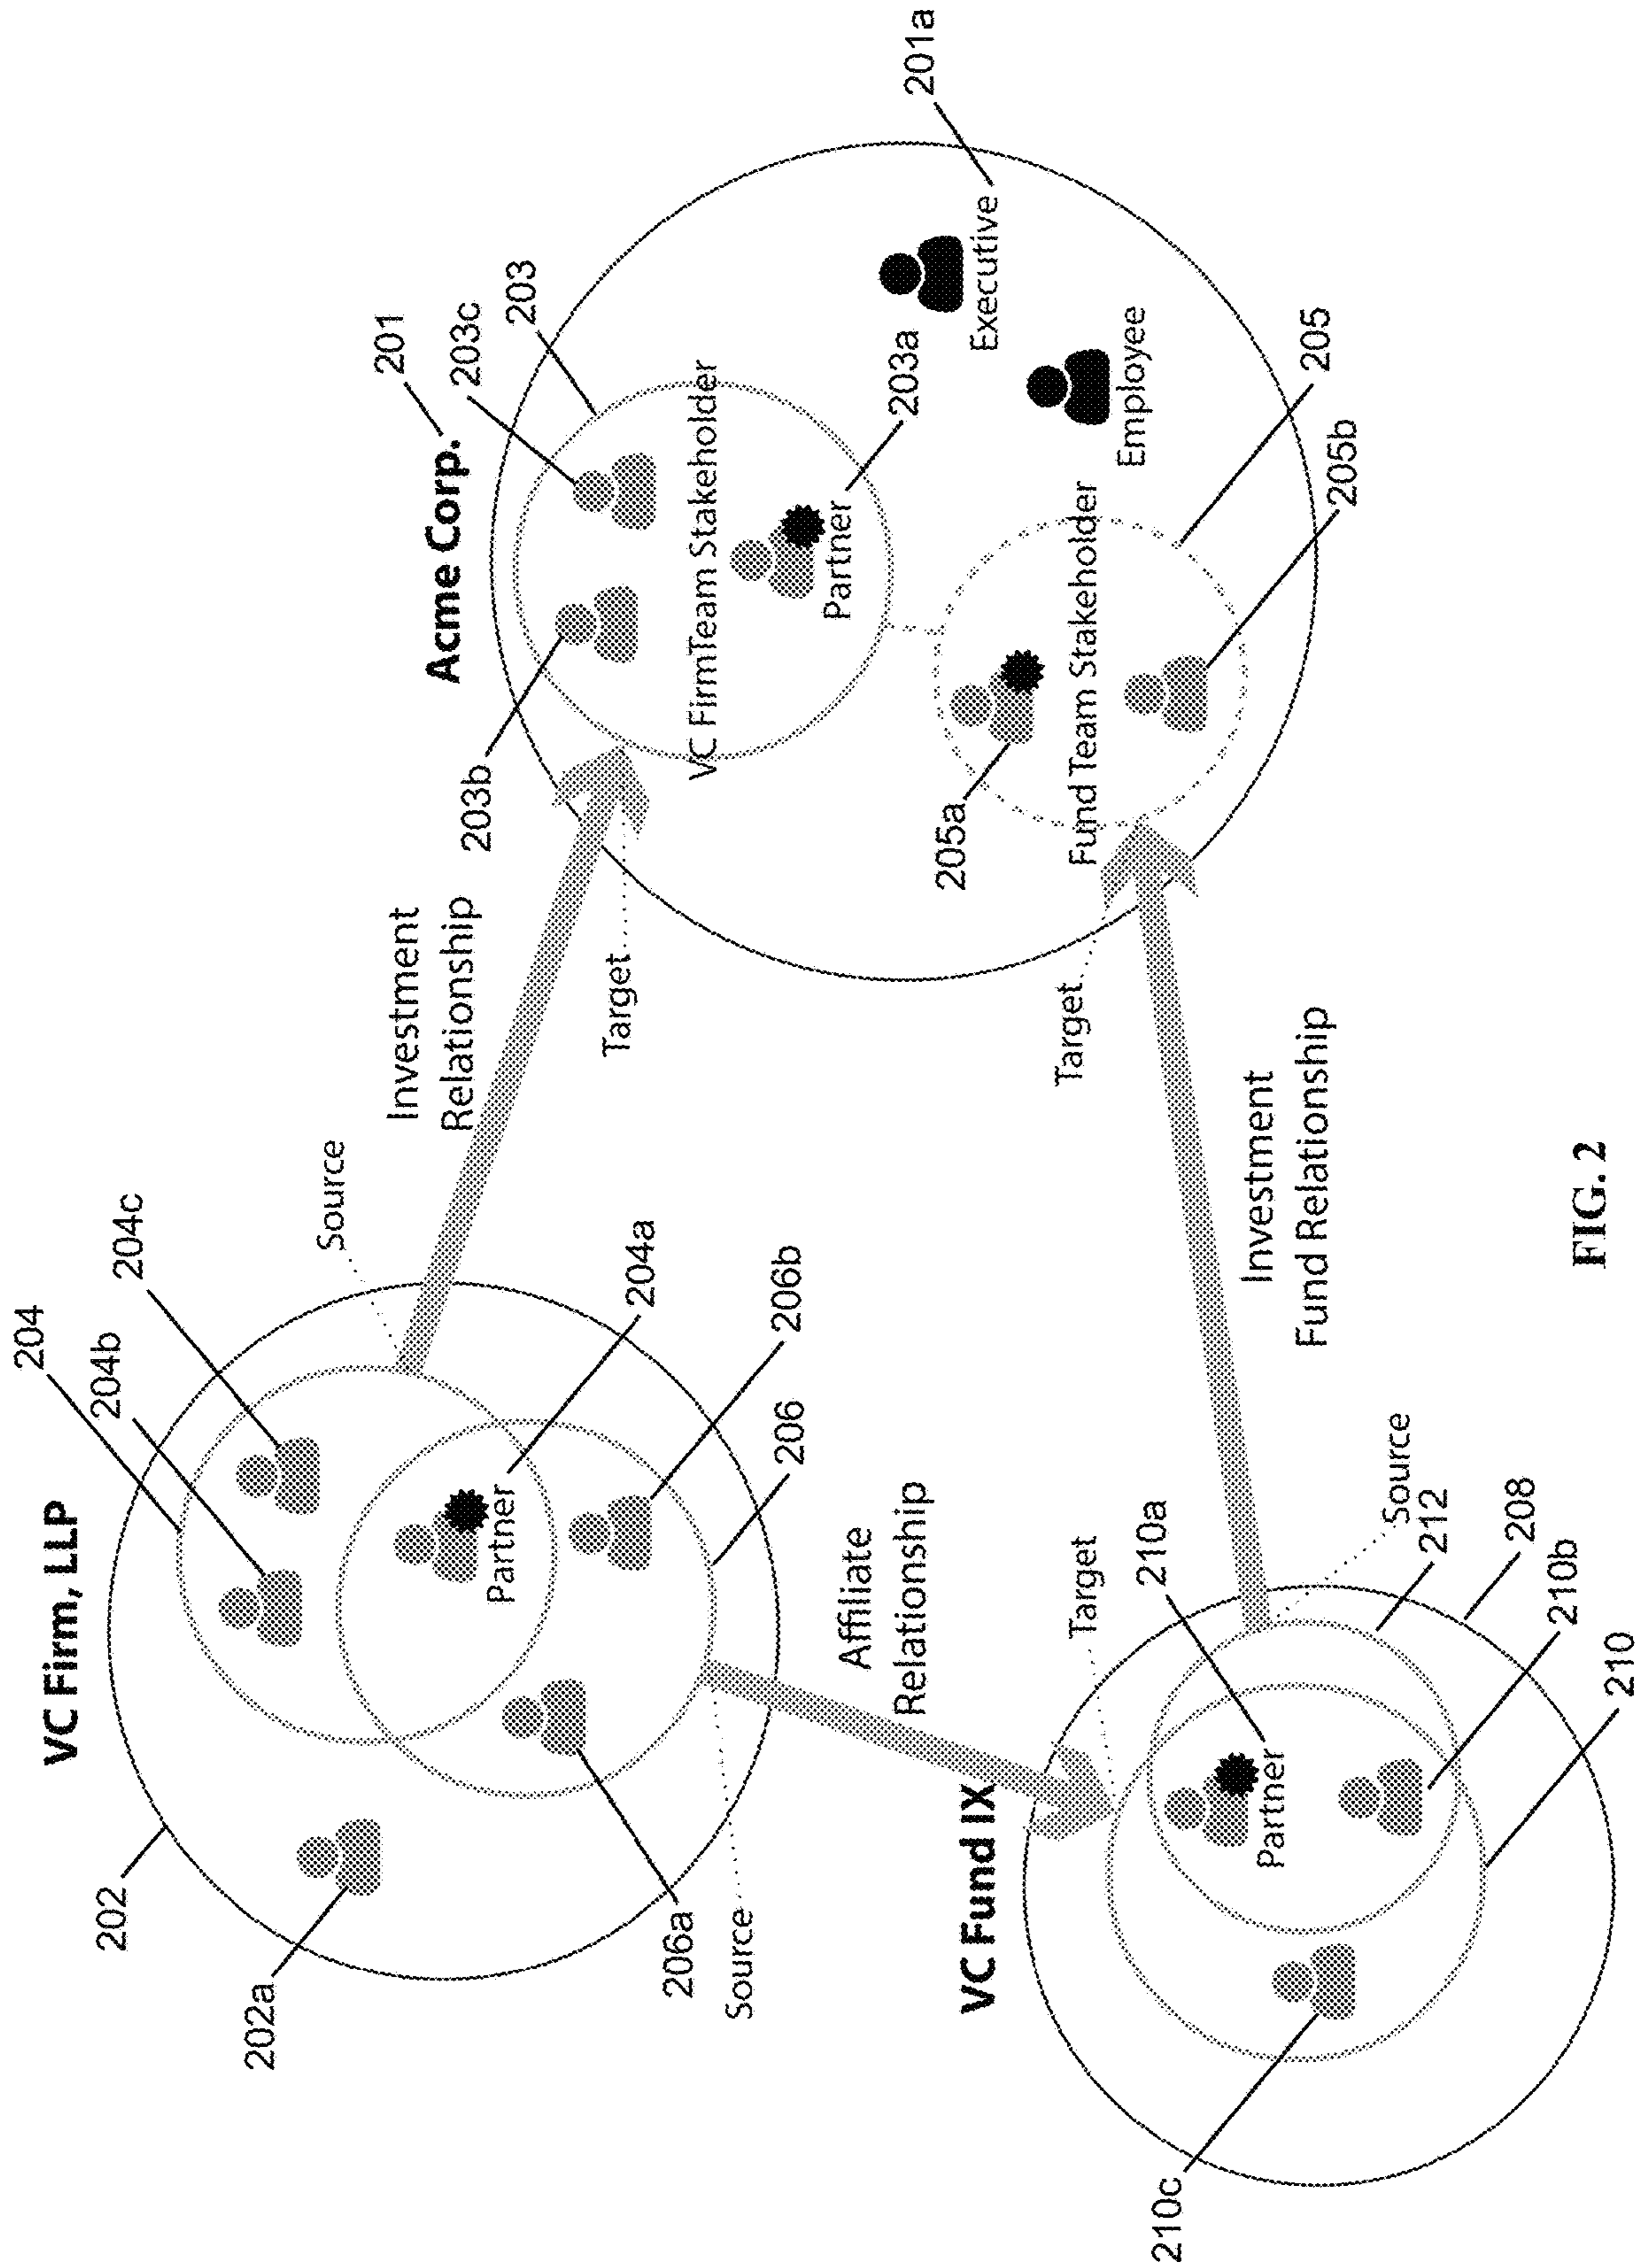 VC Firm, LLP
202
202a
204
204b
204c
Partner
204a
206b
206
206a
Source
Source
Investment
Relationship
Target
Acme Corp.
201
203c
203
203b
VC FirmTeam Stakeholder
Partner
203a
Executive
201a
Employee
205a
Fund Team Stakeholder
205
205b
Affiliate
Relationship
Target
VC Fund IX
210a
Partner
Source
212
208
210b
210
210c
Target
Investment
Fund Relationship
FIG. 2